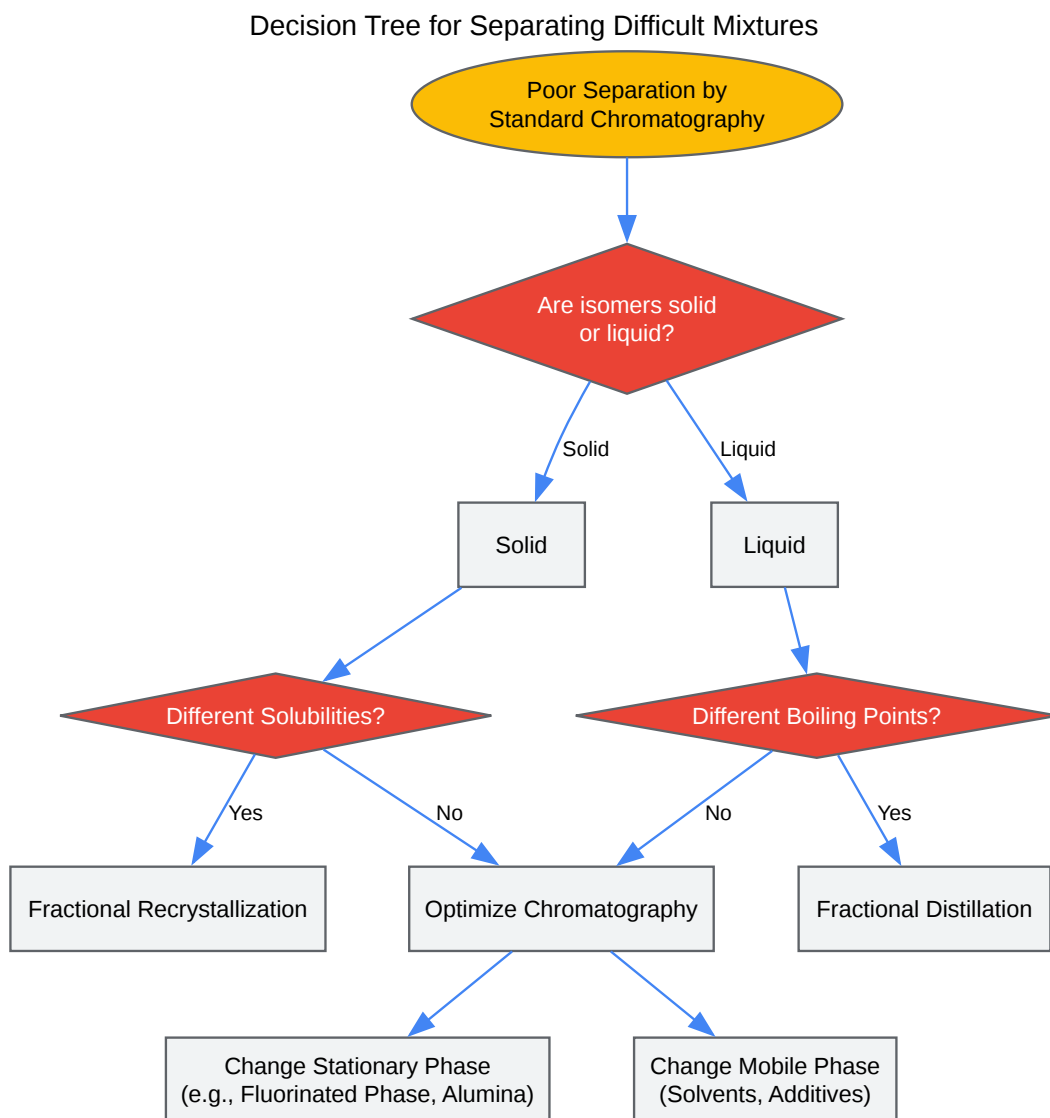 Decision Tree for Separating Difficult Mixtures
Poor Separation by
Standard Chromatography
Are isomers solid
or liquid?
Solid
Liquid
Solid
Liquid
Different Solubilities?
Different Boiling Points?
Yes
No
No
Yes
Fractional Recrystallization
Optimize Chromatography
Fractional Distillation
Change Stationary Phase
(e.g., Fluorinated Phase, Alumina)
Change Mobile Phase
(Solvents, Additives)